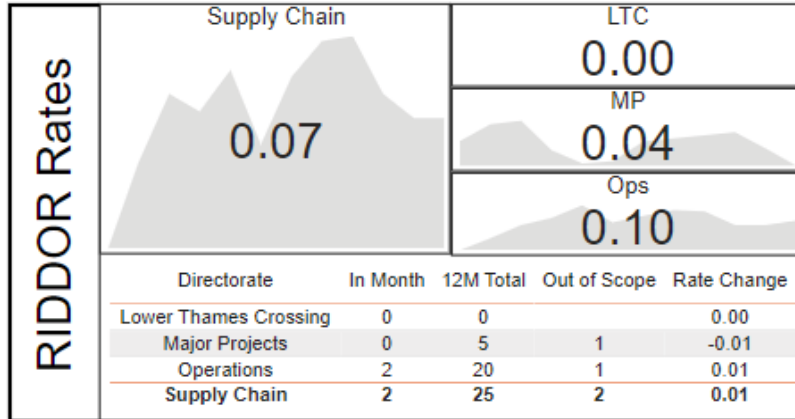 RIDDOR Rates
Supply Chain
0.07
LTC
0.00
MP
0.04
Ops
0.10
Directorate In Month 12M Total Out of Scope Rate Change
Lower Thames Crossing 0 0 0.00
Major Projects 0 5 1 -0.01
Operations 2 20 1 0.01
Supply Chain 2 25 2 0.01